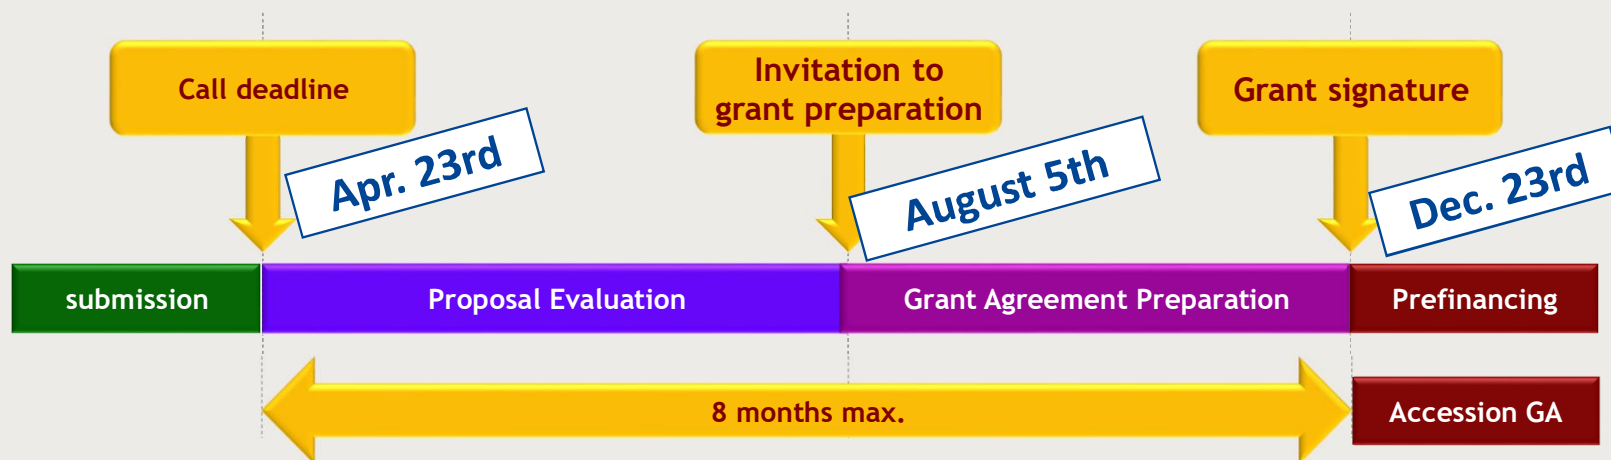 Call deadline
Invitation to
grant preparation
Grant signature
Apr. 23rd
August 5th
Dec. 23rd
submission
Proposal Evaluation
Grant Agreement Preparation
Prefinancing
8 months max.
Accession GA